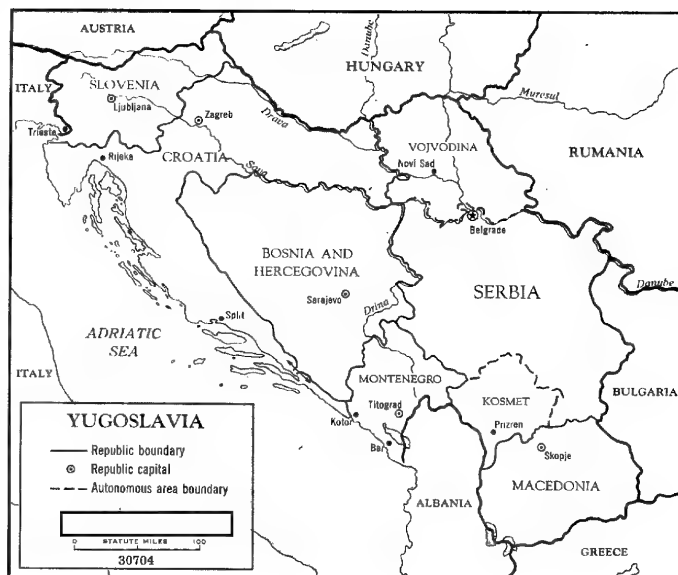 AUSTRIA
Danube
HUNGARY
ITALY
SLOVENIA
Ljubljana
Zagreb
Drava
Muresul
Trieste
Rijeka
CROATIA
Sava
VOJVODINA
Novi Sad
RUMANIA
Belgrade
BOSNIA AND
HERCEGOVINA
Sarajevo
Drina
SERBIA
Danube
ADRIATIC
SEA
Split
ITALY
MONTENEGRO
Titograd
Kotor
Bar
KOSMET
Prizren
BULGARIA
Skopje
MACEDONIA
ALBANIA
GREECE
YUGOSLAVIA
Republic boundary
Republic capital
Autonomous area boundary
0 STATUTE MILES 100
30704